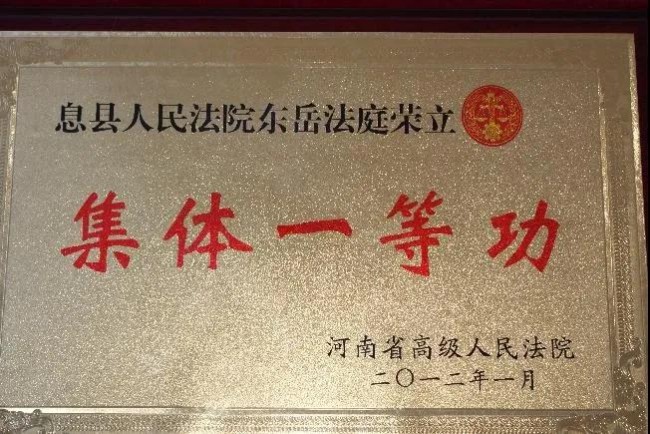 息县人民法院东岳法庭荣立
集体一等功
河南省高级人民法院
二〇一二年一月